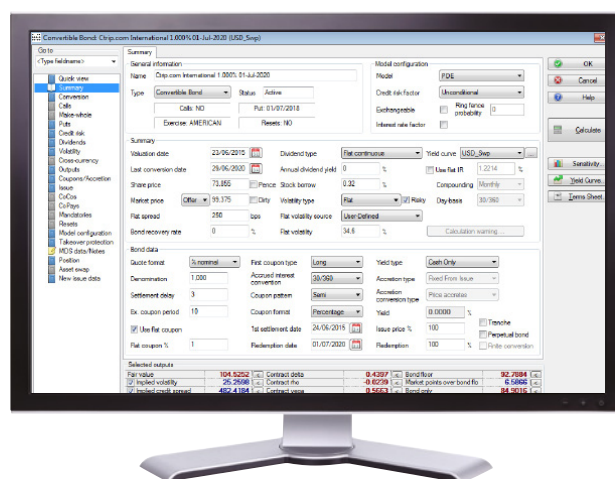 Convertible Bond: Ctrip.com International 1.000% 01-Jul-2020 (USD_Swp)
Go to
<Type fieldname>
Quick view
Summary
Conversion
Calls
Make-whole
Puts
Credit risk
Dividends
Volatility
Cross-currency
Outputs
Coupons/Accretion
Issue
CoCos
CoPays
Mandatories
Resets
Model configuration
Takeover protection
MDS data/Notes
Position
Asset swap
New issue data
Summary
General information
Name Ctrip.com International 1.000% 01-Jul-2020
Type Convertible Bond Status Active
Calls: NO Put: 01/07/2018
Exercise: AMERICAN Resets: NO
Model configuration
Model PDE
Credit risk factor Unconditional
Exchangeable Ring fence probability 0
Interest rate factor
Summary
Valuation date 23/06/2015 Dividend type Flat continuous Yield curve USD_Swp ...
Last conversion date 29/06/2020 Annual dividend yield 0 % Use flat IR 1.2214 %
Share price 73.855 Pence Stock borrow 0.32 % Compounding Monthly
Market price Offer 99.375 Dirty Volatility type Flat Risky Day-basis 30/360
Flat spread 250 bps Flat volatility source User Defined
Bond recovery rate 0 % Flat volatility 34.6 % Calculation warning...
Bond data
Quote format % nominal First coupon type Long Yield type Cash Only
Denomination 1,000 Accrued interest convention 30/360 Accretion type Fixed From Issue
Settlement delay 3 Coupon pattern Semi Accretion conversion type Price accretes
Ex. coupon period 10 Coupon format Percentage Yield 0.0000 %
Use flat coupon 1st settlement date 24/06/2015 Issue price % 100 Tranche
Perpetual bond
Flat coupon % 1 Redemption date 01/07/2020 Redemption 100 % Finite conversion
Selected outputs
Fair value 104.5252 < Contract delta 0.4397 < Bond floor 92.7884 <
Implied volatility 25.2598 < Contract rho -0.0239 < Market points over bond flo 6.5866 <
Implied credit spread 482.4184 < Contract vega 0.5663 < Bond only 84.9016 <
OK
Cancel
Help
Calculate
Sensitivity...
Yield Curve...
Terms Sheet...